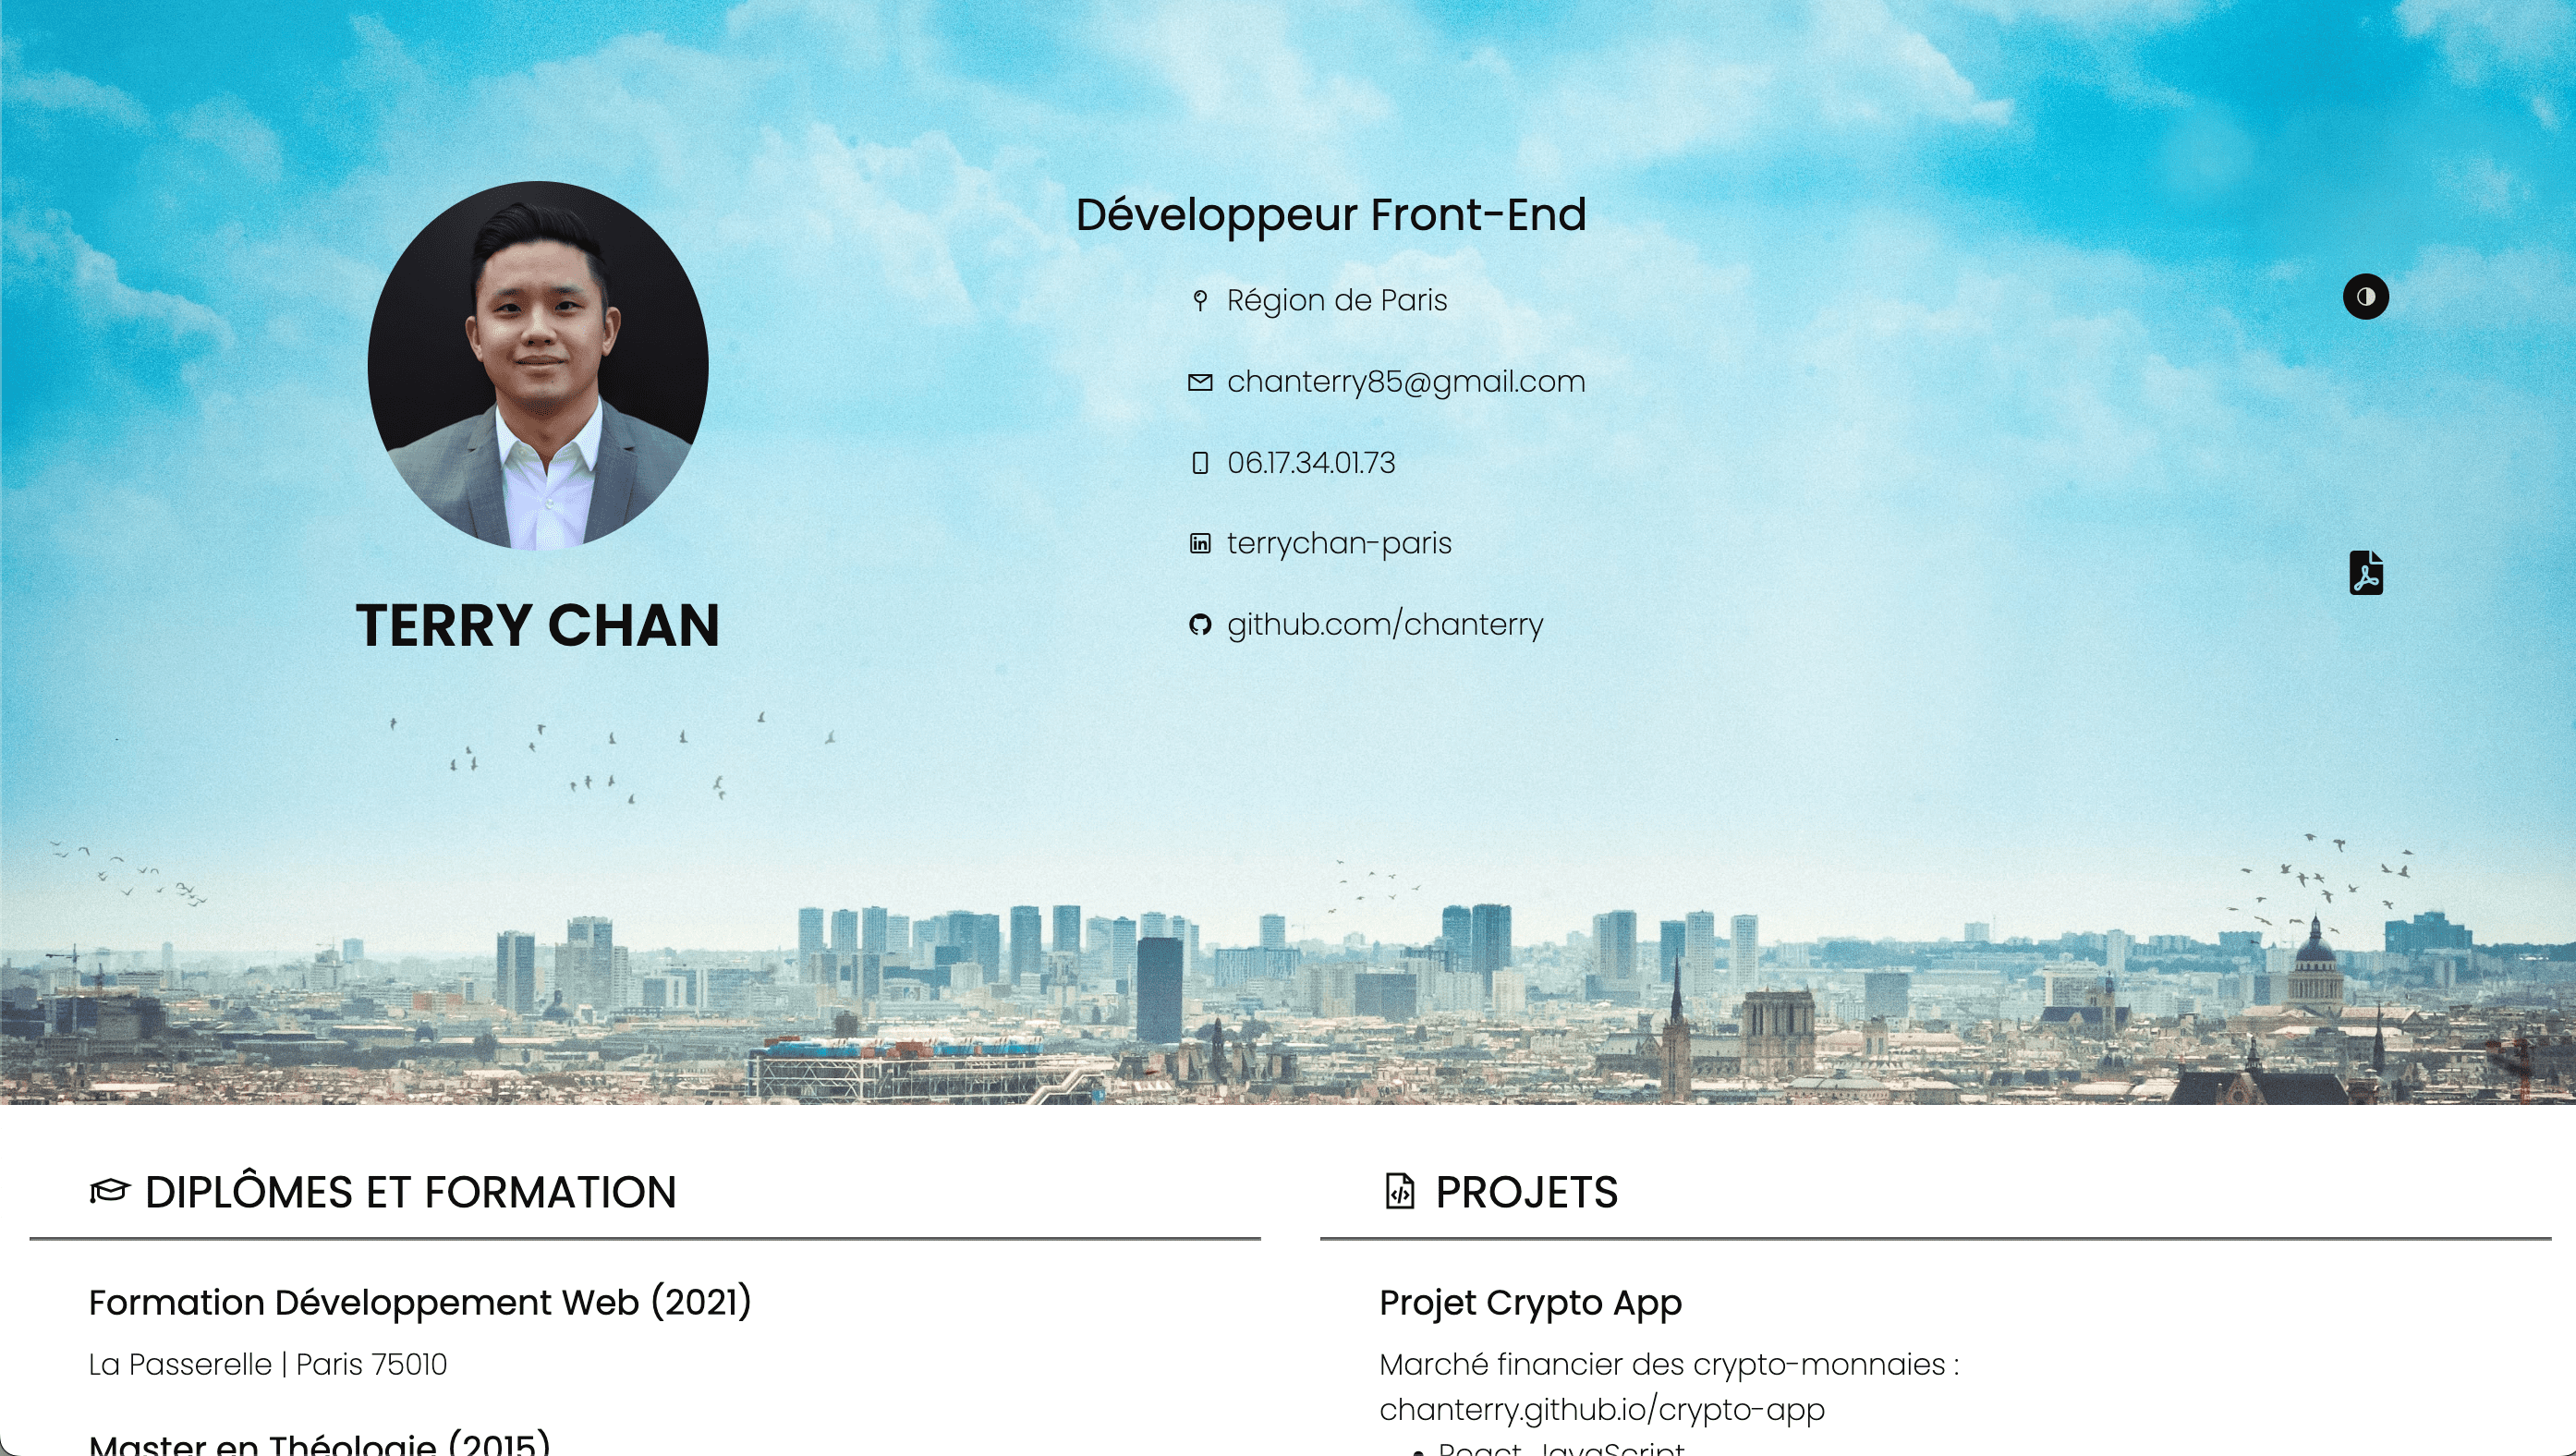 TERRY CHAN
Développeur Front-End
Région de Paris
chanterry85@gmail.com
06.17.34.01.73
terrychan-paris
github.com/chanterry
DIPLÔMES ET FORMATION
Formation Développement Web (2021)
La Passerelle | Paris 75010
Master en Théologie (2015)
PROJETS
Projet Crypto App
Marché financier des crypto-monnaies :
chanterry.github.io/crypto-app
• React, JavaScript